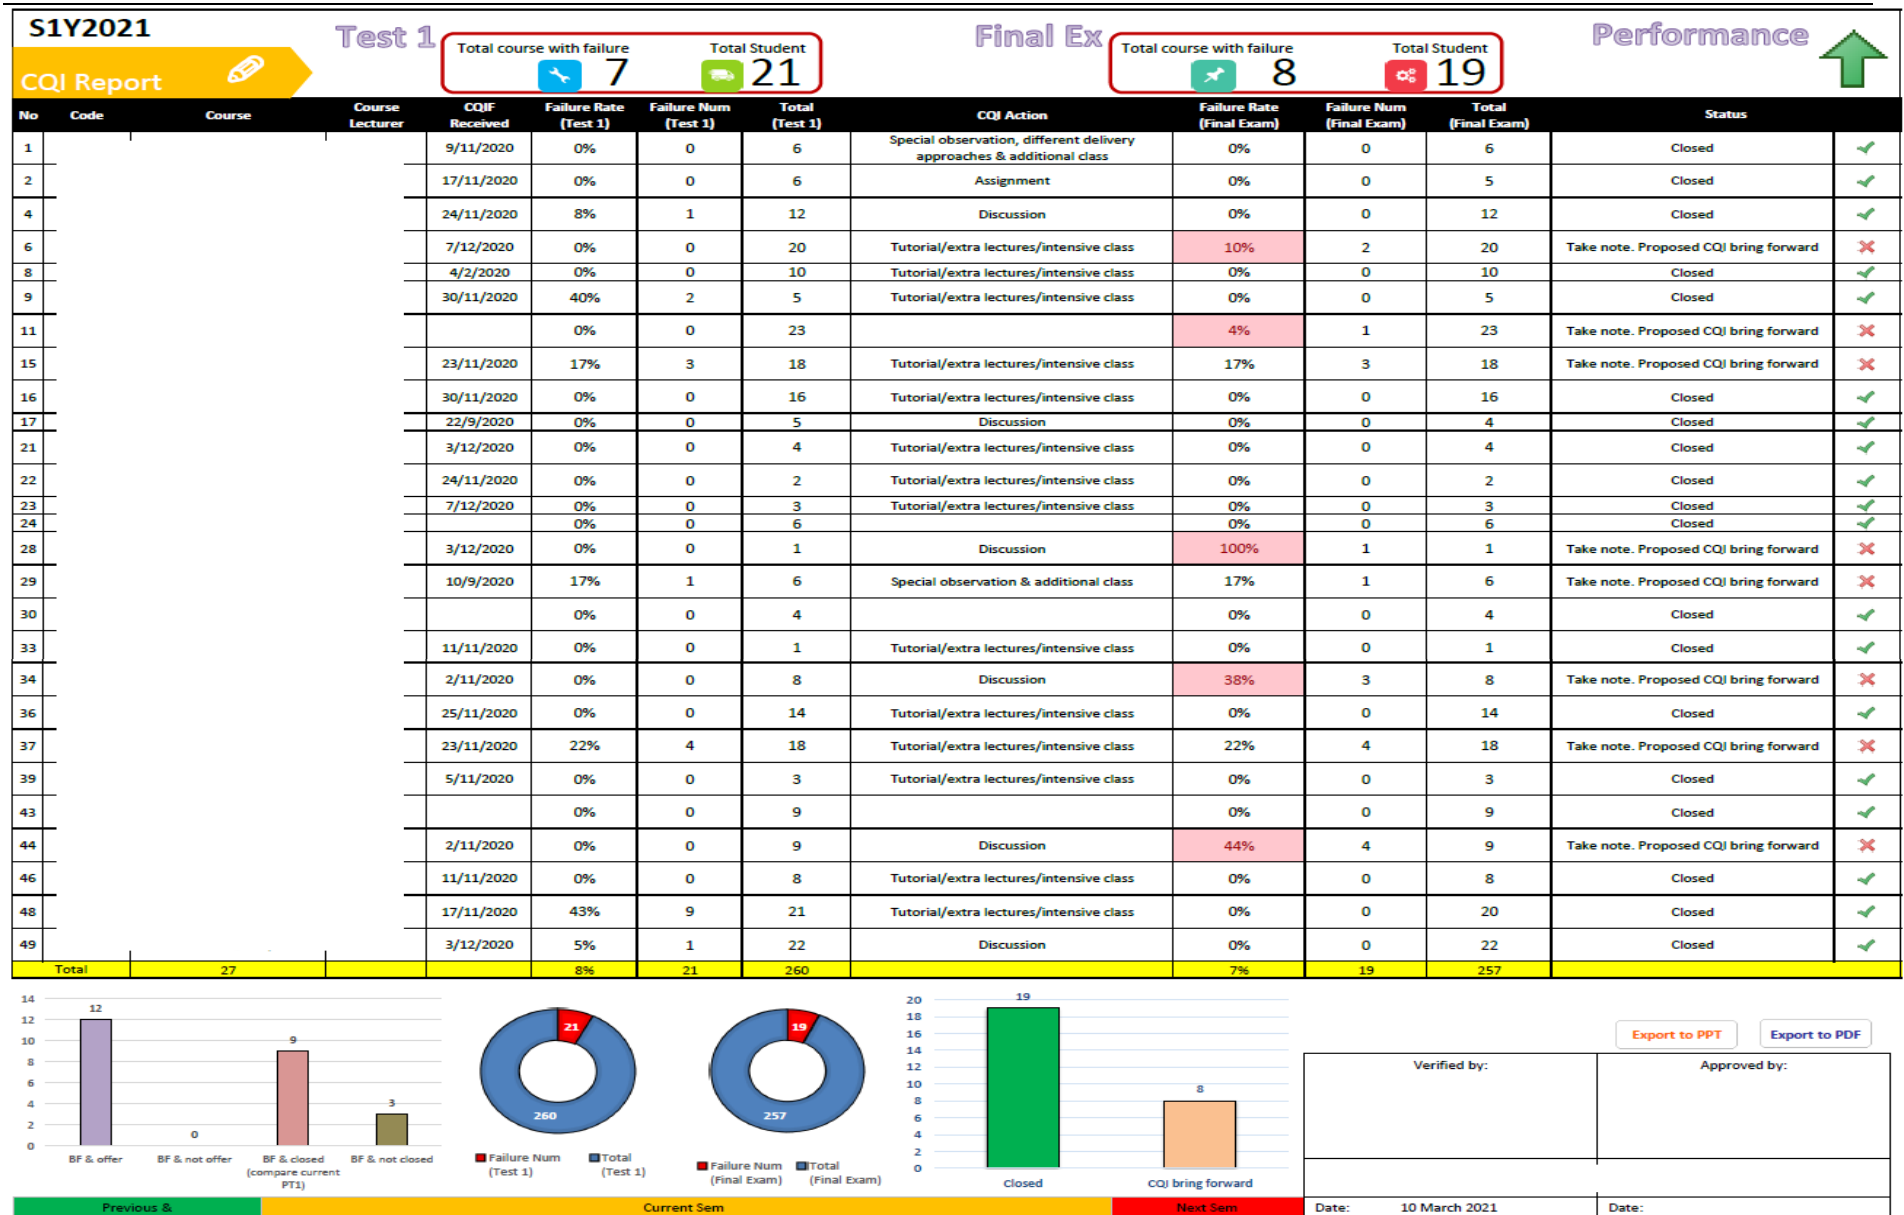 S1Y2021
CQI Report
Test 1
Total course with failure
7
Total Student
21
Final Ex
Total course with failure
8
Total Student
19
Performance
No Code Course Course Lecturer CQIF Received Failure Rate (Test 1) Failure Num (Test 1) Total (Test 1) CQI Action Failure Rate (Final Exam) Failure Num (Final Exam) Total (Final Exam) Status
1 9/11/2020 0% 0 6 Special observation, different delivery approaches & additional class 0% 0 6 Closed
2 17/11/2020 0% 0 6 Assignment 0% 0 5 Closed
4 24/11/2020 8% 1 12 Discussion 0% 0 12 Closed
6 7/12/2020 0% 0 20 Tutorial/extra lectures/intensive class 10% 2 20 Take note. Proposed CQI bring forward
8 4/2/2020 0% 0 10 Tutorial/extra lectures/intensive class 0% 0 10 Closed
9 30/11/2020 40% 2 5 Tutorial/extra lectures/intensive class 0% 0 5 Closed
11 0% 0 23 4% 1 23 Take note. Proposed CQI bring forward
15 23/11/2020 17% 3 18 Tutorial/extra lectures/intensive class 17% 3 18 Take note. Proposed CQI bring forward
16 30/11/2020 0% 0 16 Tutorial/extra lectures/intensive class 0% 0 16 Closed
17 22/9/2020 0% 0 5 Discussion 0% 0 4 Closed
21 3/12/2020 0% 0 4 Tutorial/extra lectures/intensive class 0% 0 4 Closed
22 24/11/2020 0% 0 2 Tutorial/extra lectures/intensive class 0% 0 2 Closed
23 7/12/2020 0% 0 3 Tutorial/extra lectures/intensive class 0% 0 3 Closed
24 0% 0 6 0% 0 6 Closed
28 3/12/2020 0% 0 1 Discussion 100% 1 1 Take note. Proposed CQI bring forward
29 10/9/2020 17% 1 6 Special observation & additional class 17% 1 6 Take note. Proposed CQI bring forward
30 0% 0 4 0% 0 4 Closed
33 11/11/2020 0% 0 1 Tutorial/extra lectures/intensive class 0% 0 1 Closed
34 2/11/2020 0% 0 8 Discussion 38% 3 8 Take note. Proposed CQI bring forward
36 25/11/2020 0% 0 14 Tutorial/extra lectures/intensive class 0% 0 14 Closed
37 23/11/2020 22% 4 18 Tutorial/extra lectures/intensive class 22% 4 18 Take note. Proposed CQI bring forward
39 5/11/2020 0% 0 3 Tutorial/extra lectures/intensive class 0% 0 3 Closed
43 0% 0 9 0% 0 9 Closed
44 2/11/2020 0% 0 9 Discussion 44% 4 9 Take note. Proposed CQI bring forward
46 11/11/2020 0% 0 8 Tutorial/extra lectures/intensive class 0% 0 8 Closed
48 17/11/2020 43% 9 21 Tutorial/extra lectures/intensive class 0% 0 20 Closed
49 3/12/2020 5% 1 22 Discussion 0% 0 22 Closed
Total 27 8% 21 260 7% 19 257
14
12
10
8
6
4
2
0
12
0
9
3
BF & offer
BF & not offer
BF & closed
(compare current
PT1)
BF & not closed
21
260
Failure Num
(Test 1)
Total
(Test 1)
19
257
Failure Num
(Final Exam)
Total
(Final Exam)
20
18
16
14
12
10
8
6
4
2
0
19
8
Closed
CQI bring forward
Export to PPT
Export to PDF
Verified by:
Approved by:
Previous &
Current Sem
Next Sem
Date: 10 March 2021
Date: